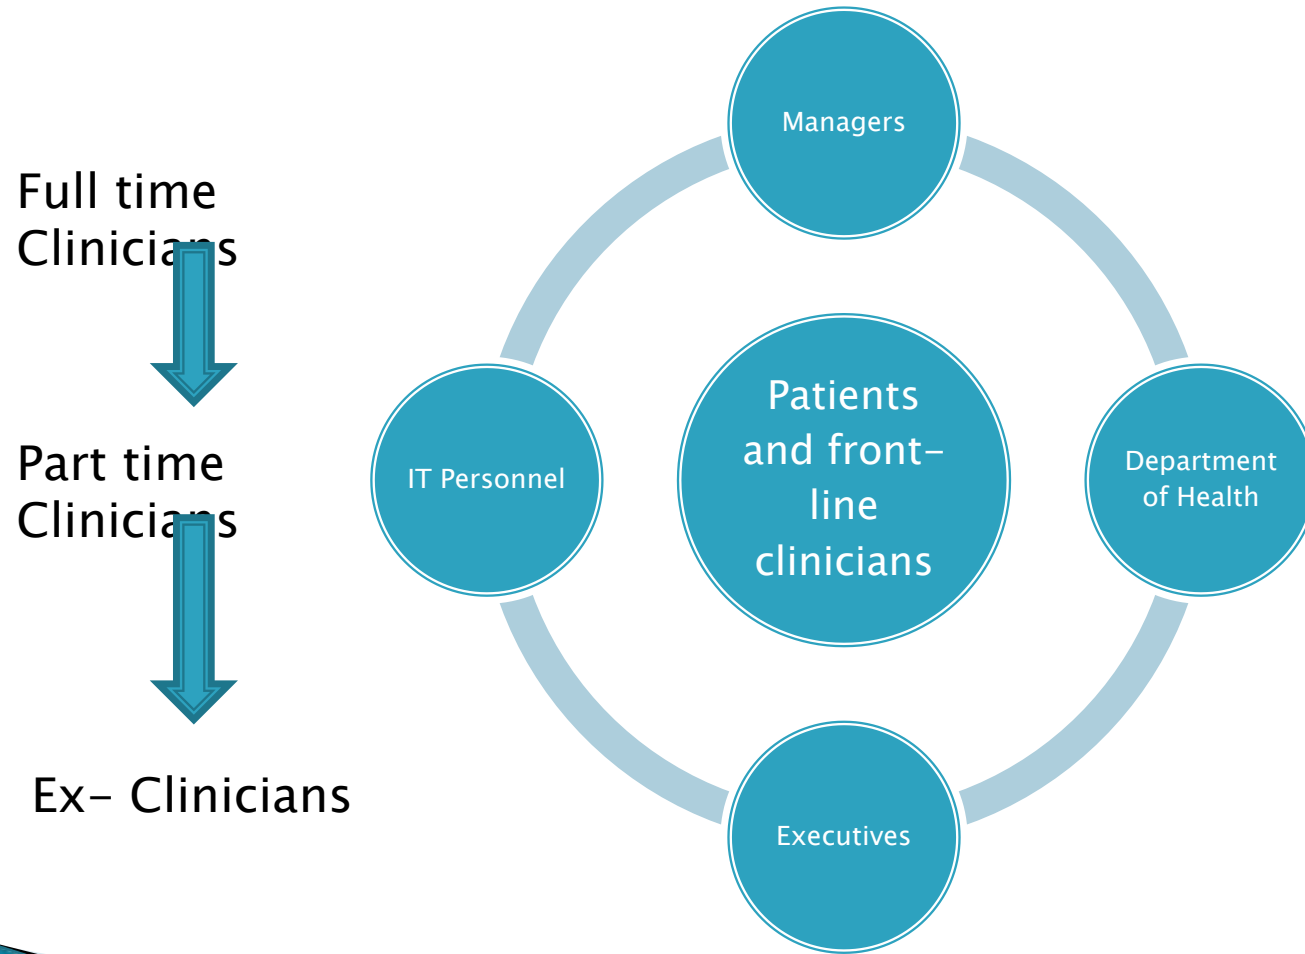 Full time
Clinicians
Part time
Clinicians
Ex- Clinicians
Managers
IT Personnel
Patients
and front-
line
clinicians
Department
of Health
Executives